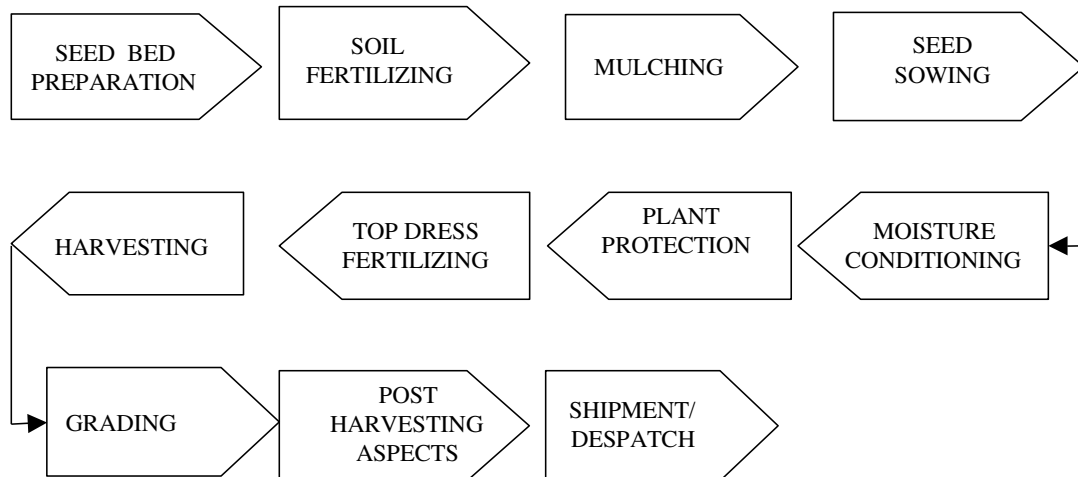 SEED BED
PREPARATION
SOIL
FERTILIZING
MULCHING
SEED
SOWING
MOISTURE
CONDITIONING
PLANT
PROTECTION
TOP DRESS
FERTILIZING
HARVESTING
GRADING
POST
HARVESTING
ASPECTS
SHIPMENT/
DESPATCH